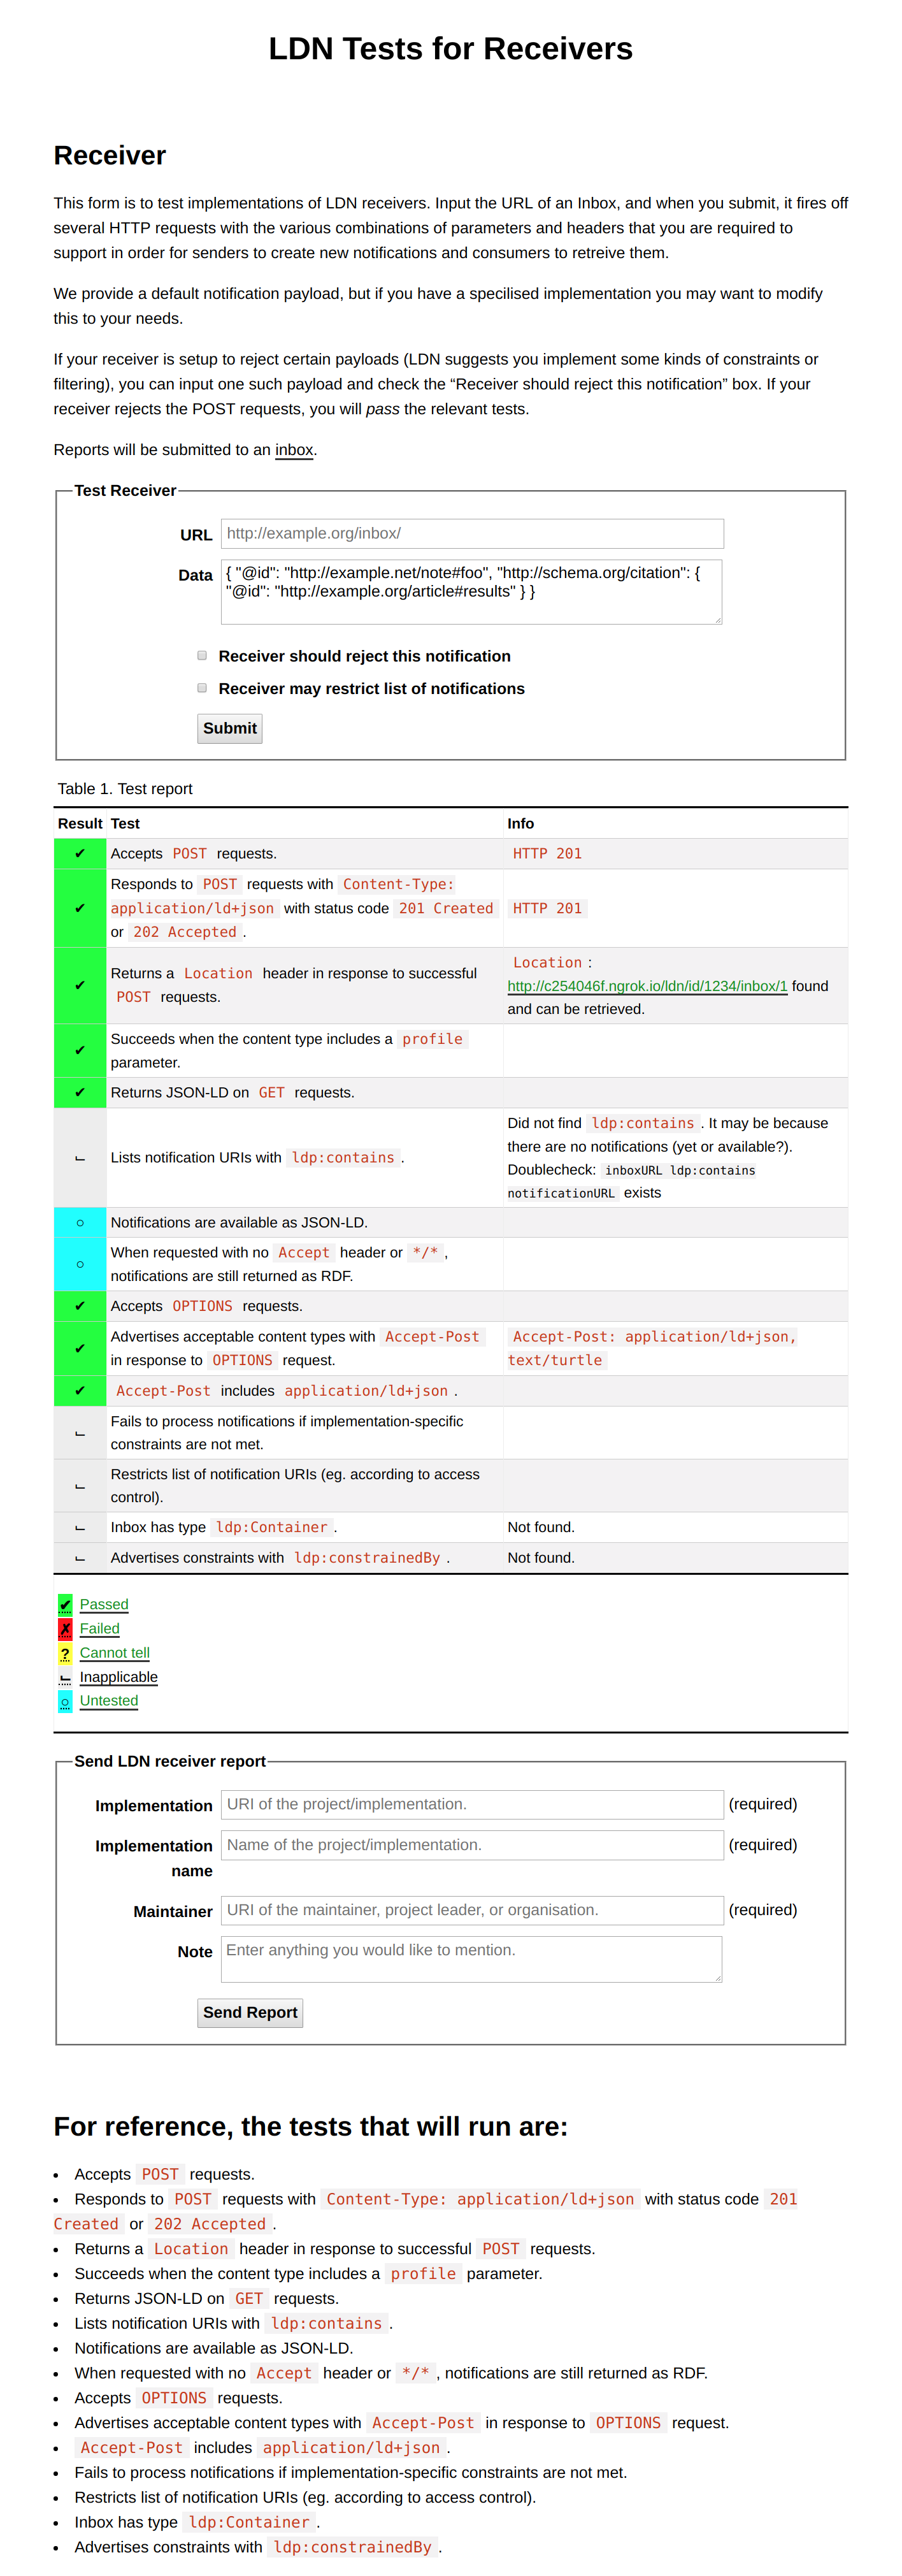 LDN Tests for Receivers
Receiver
This form is to test implementations of LDN receivers. Input the URL of an Inbox, and when you submit, it fires off
several HTTP requests with the various combinations of parameters and headers that you are required to
support in order for senders to create new notifications and consumers to retreive them.
We provide a default notification payload, but if you have a specilised implementation you may want to modify
this to your needs.
If your receiver is setup to reject certain payloads (LDN suggests you implement some kinds of constraints or
filtering), you can input one such payload and check the “Receiver should reject this notification” box. If your
receiver rejects the POST requests, you will pass the relevant tests.
Reports will be submitted to an inbox.
Test Receiver
URL http://example.org/inbox/
Data { "@id": "http://example.net/note#foo", "http://schema.org/citation": {
"@id": "http://example.org/article#results" } }
Receiver should reject this notification
Receiver may restrict list of notifications
Submit
Table 1. Test report
Result Test Info
✔ Accepts POST requests. HTTP 201
Responds to POST requests with Content-Type:
✔ application/ld+json with status code 201 Created HTTP 201
or 202 Accepted.
Location:
✔ Returns a Location header in response to successful http://c254046f.ngrok.io/ldn/id/1234/inbox/1 found
POST requests. and can be retrieved.
✔ Succeeds when the content type includes a profile
parameter.
✔ Returns JSON-LD on GET requests.
Did not find ldp:contains. It may be because
⌙ Lists notification URIs with ldp:contains. there are no notifications (yet or available?).
Doublecheck: inboxURL ldp:contains
notificationURL exists
○ Notifications are available as JSON-LD.
○ When requested with no Accept header or */*,
notifications are still returned as RDF.
✔ Accepts OPTIONS requests.
✔ Advertises acceptable content types with Accept-Post Accept-Post: application/ld+json,
in response to OPTIONS request. text/turtle
✔ Accept-Post includes application/ld+json.
⌙ Fails to process notifications if implementation-specific
constraints are not met.
⌙ Restricts list of notification URIs (eg. according to access
control).
⌙ Inbox has type ldp:Container. Not found.
⌙ Advertises constraints with ldp:constrainedBy. Not found.
✔ Passed
✗ Failed
? Cannot tell
⌙ Inapplicable
○ Untested
Send LDN receiver report
Implementation URI of the project/implementation. (required)
Implementation Name of the project/implementation. (required)
name
Maintainer URI of the maintainer, project leader, or organisation. (required)
Note Enter anything you would like to mention.
Send Report
For reference, the tests that will run are:
• Accepts POST requests.
• Responds to POST requests with Content-Type: application/ld+json with status code 201
Created or 202 Accepted.
• Returns a Location header in response to successful POST requests.
• Succeeds when the content type includes a profile parameter.
• Returns JSON-LD on GET requests.
• Lists notification URIs with ldp:contains.
• Notifications are available as JSON-LD.
• When requested with no Accept header or */*, notifications are still returned as RDF.
• Accepts OPTIONS requests.
• Advertises acceptable content types with Accept-Post in response to OPTIONS request.
• Accept-Post includes application/ld+json.
• Fails to process notifications if implementation-specific constraints are not met.
• Restricts list of notification URIs (eg. according to access control).
• Inbox has type ldp:Container.
• Advertises constraints with ldp:constrainedBy.